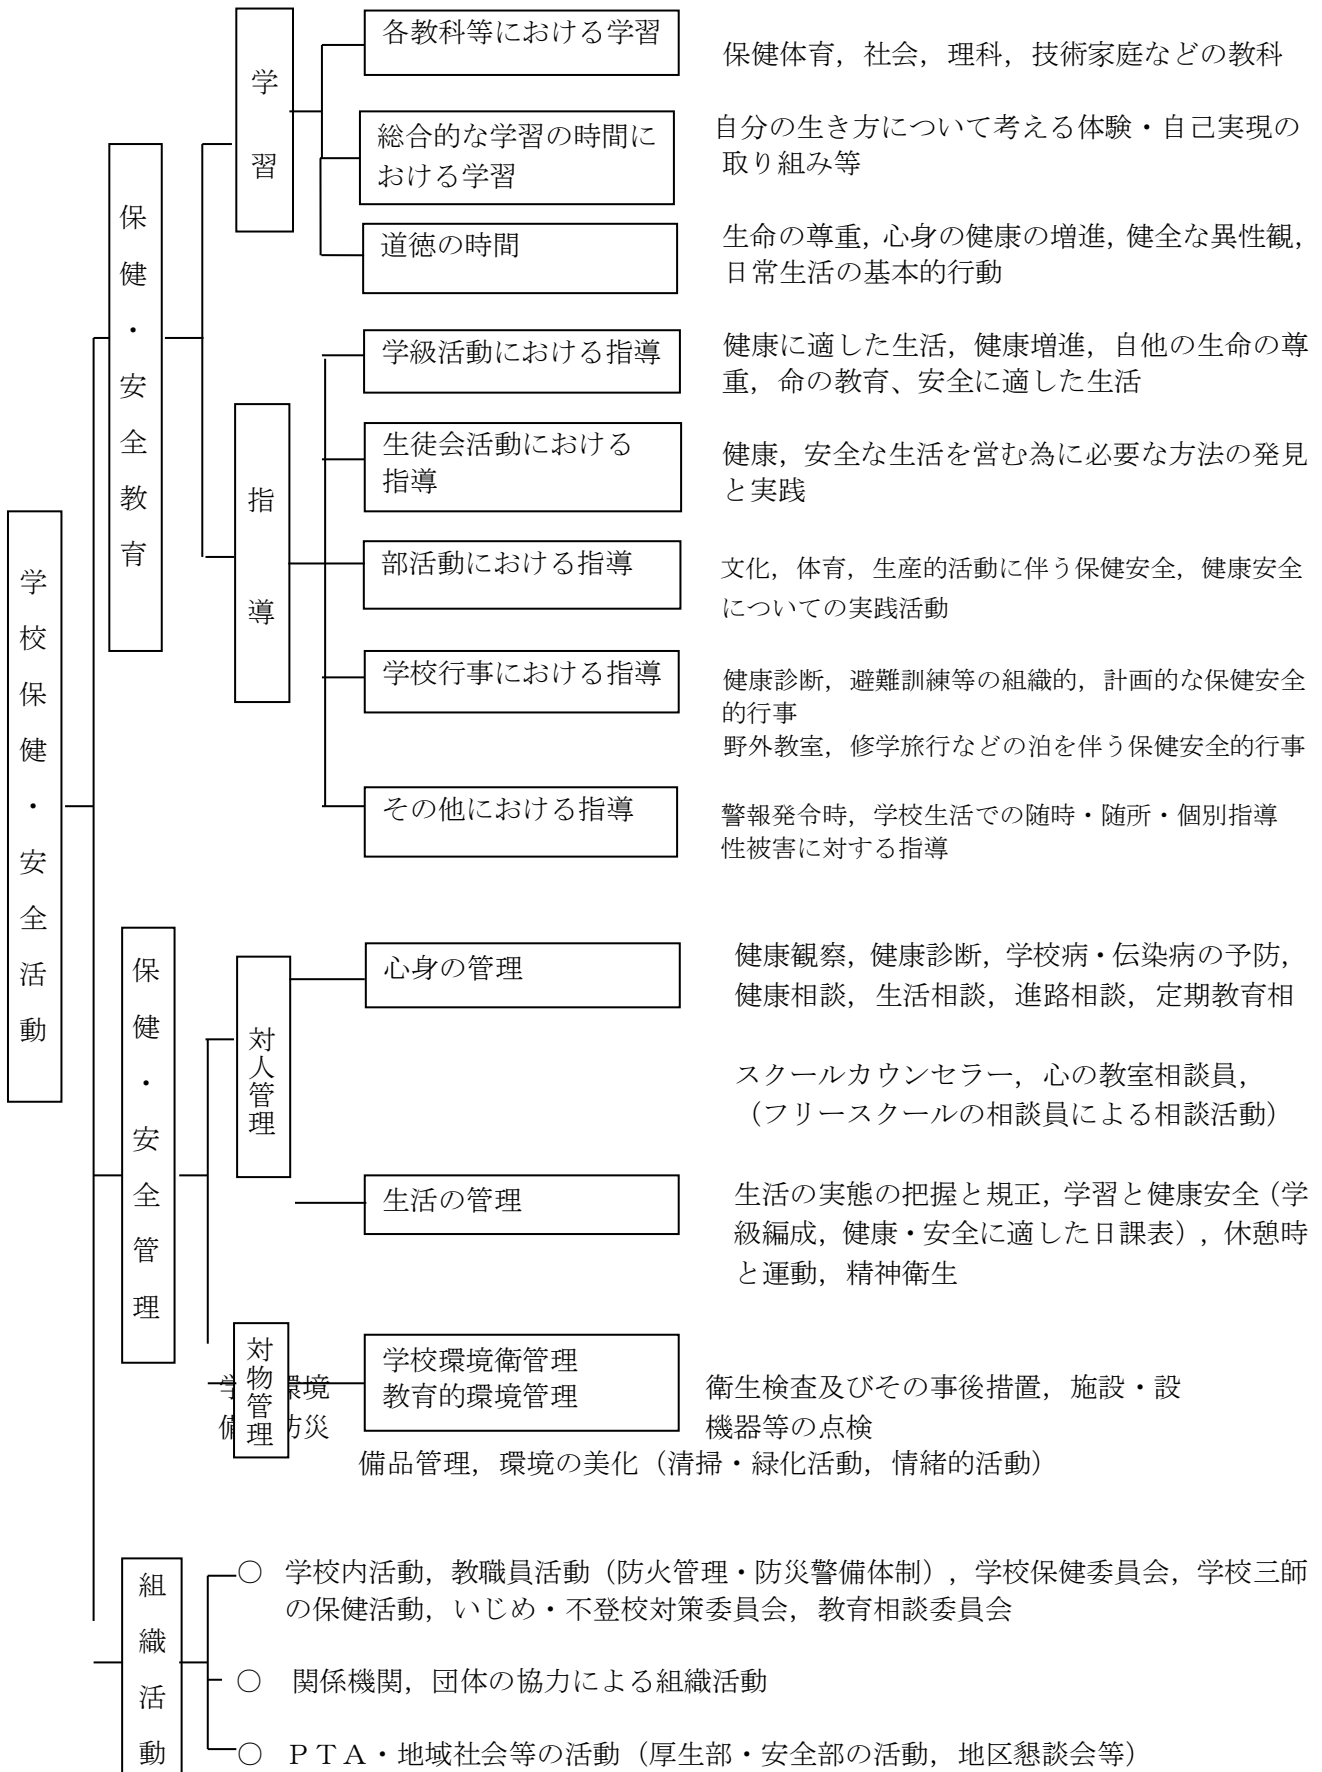 学校保健・安全活動
保健・安全教育
学習
各教科等における学習
保健体育，社会，理科，技術家庭などの教科
総合的な学習の時間に
おける学習
自分の生き方について考える体験・自己実現の
取り組み等
道徳の時間
生命の尊重，心身の健康の増進，健全な異性観，
日常生活の基本的行動
指導
学級活動における指導
健康に適した生活，健康増進，自他の生命の尊
重，命の教育、安全に適した生活
生徒会活動における
指導
健康，安全な生活を営む為に必要な方法の発見
と実践
部活動における指導
文化，体育，生産的活動に伴う保健安全，健康安全
についての実践活動
学校行事における指導
健康診断，避難訓練等の組織的，計画的な保健安全
的行事
野外教室，修学旅行などの泊を伴う保健安全的行事
その他における指導
警報発令時，学校生活での随時・随所・個別指導
性被害に対する指導
保健・安全管理
対人管理
心身の管理
健康観察，健康診断，学校病・伝染病の予防，
健康相談，生活相談，進路相談，定期教育相
スクールカウンセラー，心の教室相談員，
（フリースクールの相談員による相談活動）
生活の管理
生活の実態の把握と規正，学習と健康安全（学
級編成，健康・安全に適した日課表），休憩時
と運動，精神衛生
対物管理
学校環境衛管理
教育的環境管理
学 環境
備 防災
衛生検査及びその事後措置，施設・設
機器等の点検
備品管理，環境の美化（清掃・緑化活動，情緒的活動）
組織活動
○ 学校内活動，教職員活動（防火管理・防災警備体制），学校保健委員会，学校三師
の保健活動，いじめ・不登校対策委員会，教育相談委員会
○ 関係機関，団体の協力による組織活動
○ ＰＴＡ・地域社会等の活動（厚生部・安全部の活動，地区懇談会等）